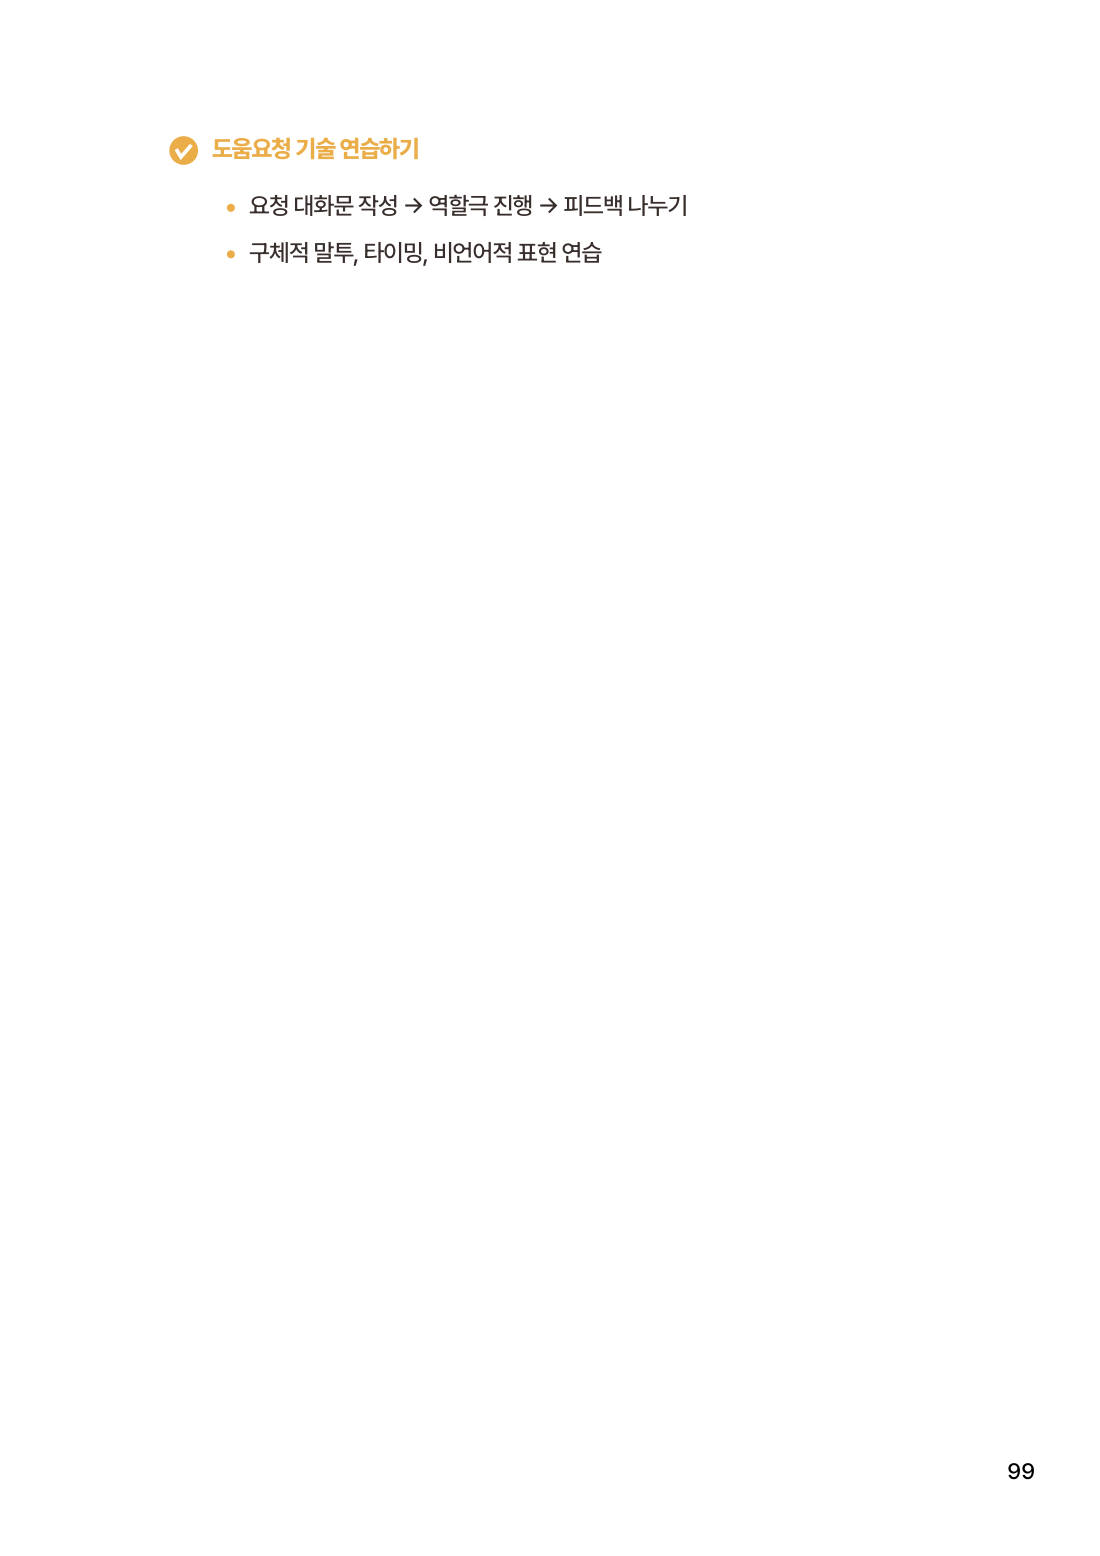 도움요청 기술 연습하기
• 요청 대화문 작성 → 역할극 진행 → 피드백 나누기
• 구체적 말투, 타이밍, 비언어적 표현 연습
99